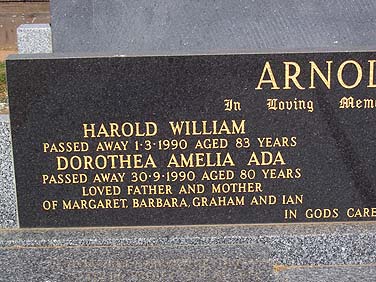 ARNOL
In Loving Mem
HAROLD WILLIAM
PASSED AWAY 1·3·1990 AGED 83 YEARS
DOROTHEA AMELIA ADA
PASSED AWAY 30·9·1990 AGED 80 YEARS
LOVED FATHER AND MOTHER
OF MARGARET, BARBARA, GRAHAM AND IAN
IN GODS CARE